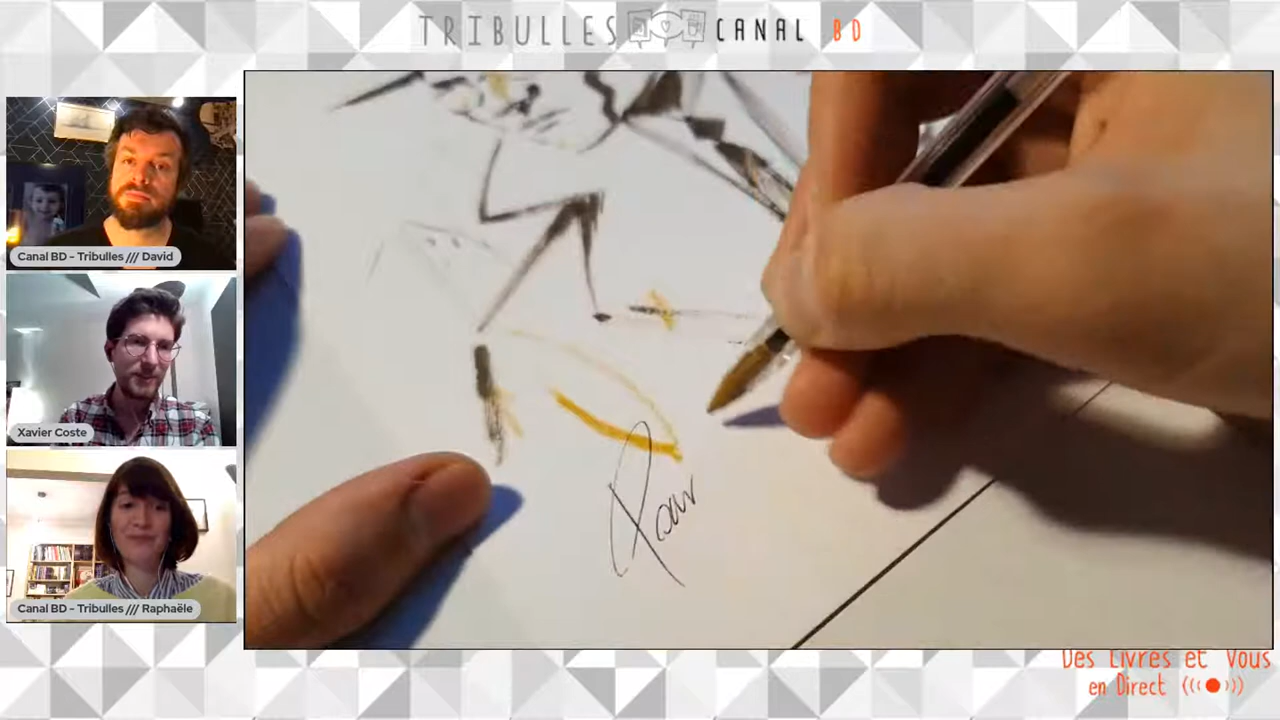 TRIBULLES CANAL BD
Canal BD - Tribulles /// David
Xavier Coste
Canal BD - Tribulles /// Raphaële
Pour
Des Livres et Vous
en Direct